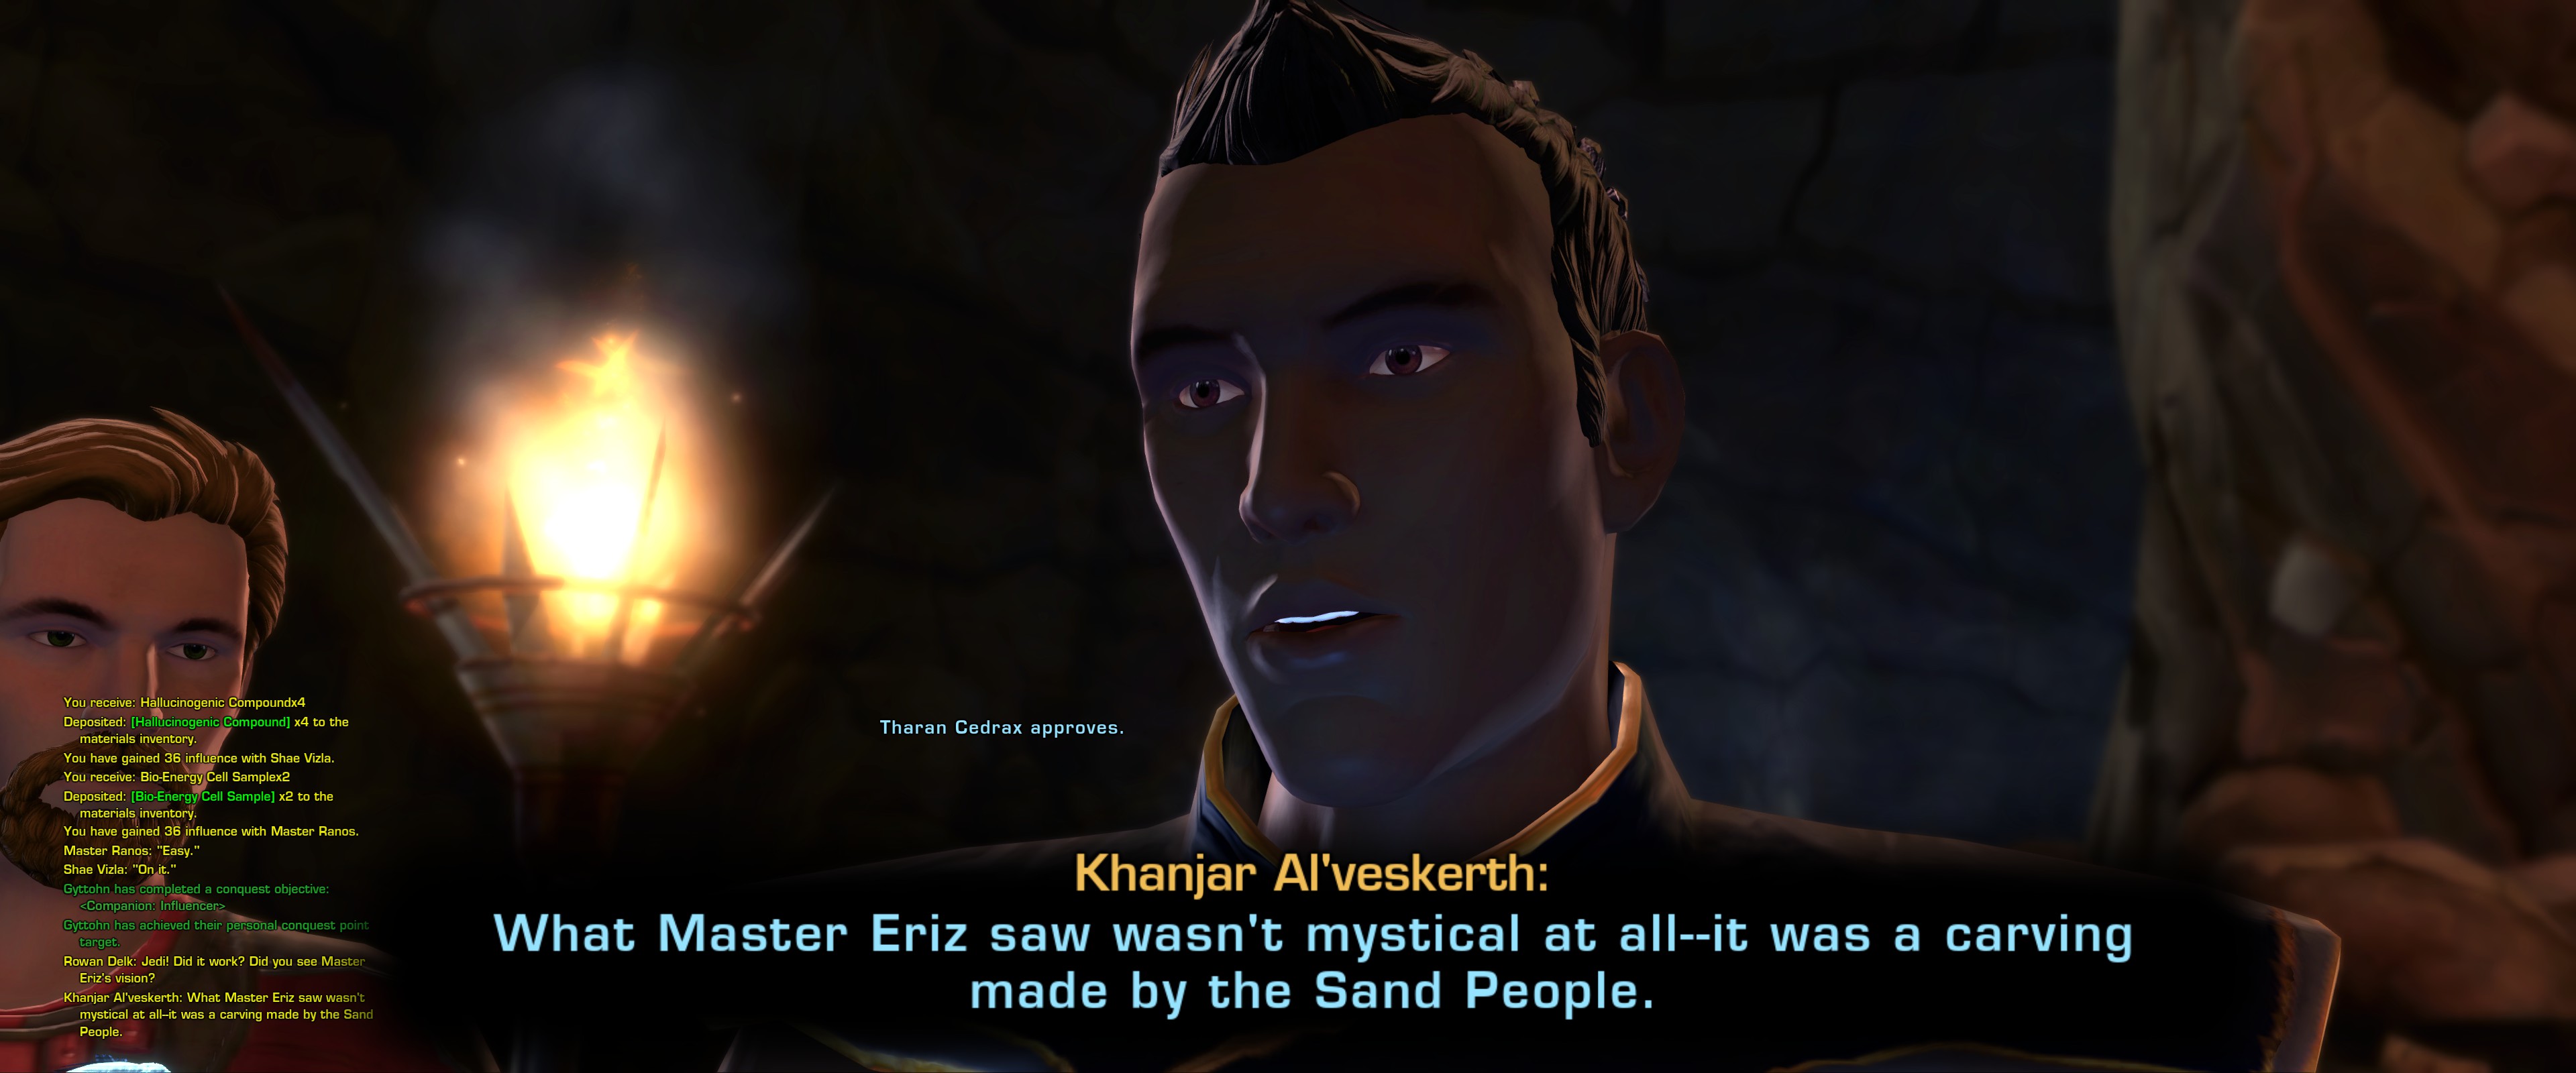 You receive: Hallucinogenic Compoundx4
Deposited: [Hallucinogenic Compound] x4 to the
materials inventory.
You have gained 36 influence with Shae Vizla.
You receive: Bio-Energy Cell Samplex2
Deposited: [Bio-Energy Cell Sample] x2 to the
materials inventory.
You have gained 36 influence with Master Ranos.
Master Ranos: "Easy."
Shae Vizla: "On it."
Gyttohn has completed a conquest objective:
<Companion: Influencer>
Gyttohn has achieved their personal conquest point
target.
Rowan Delk: Jedi! Did it work? Did you see Master
Eriz's vision?
Khanjar Al'veskerth: What Master Eriz saw wasn't
mystical at all--it was a carving made by the Sand
People.
Tharan Cedrax approves.
Khanjar Al'veskerth:
What Master Eriz saw wasn't mystical at all--it was a carving
made by the Sand People.